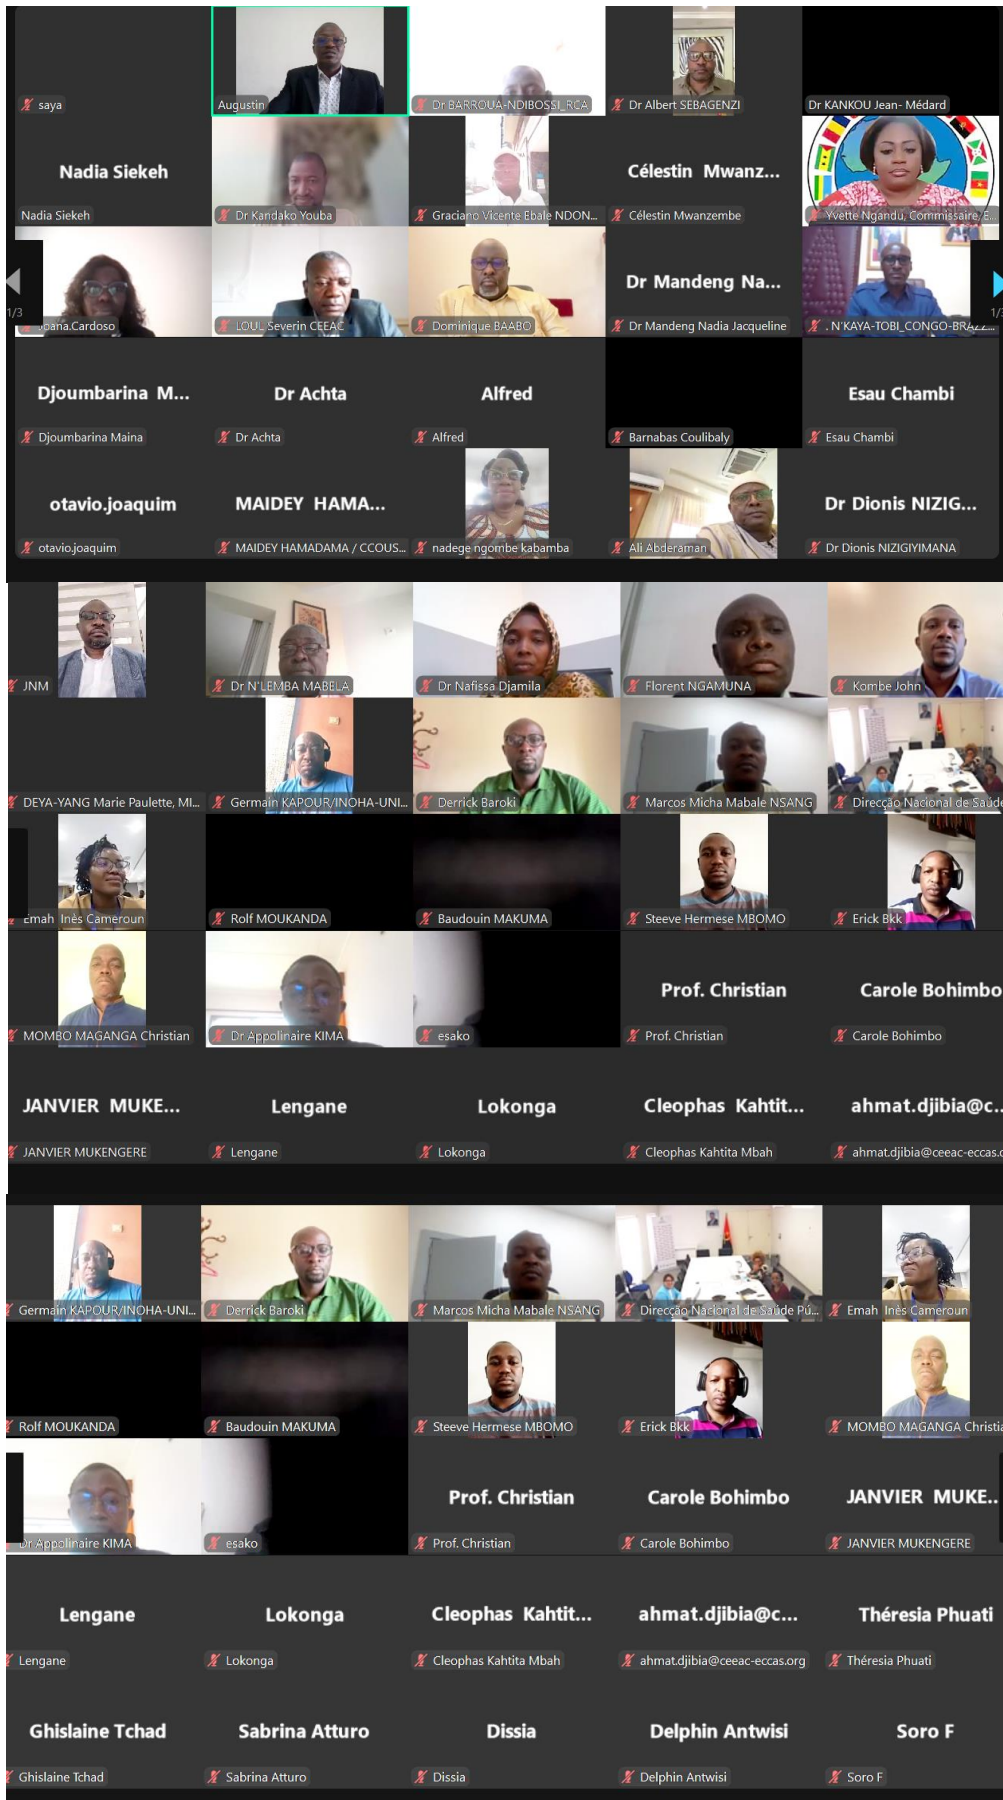 saya
Augustin
Dr BARROUA-NDIBOSSI_RCA
Dr Albert SEBAGENZI
Dr KANKOU Jean- Médard
Nadia Siekeh
Célestin Mwanz...
Nadia Siekeh
Dr Kandako Youba
Graciano Vicente Ebale NDON...
Célestin Mwanzembe
Yvette Ngandu, Commissaire/E...
Dr Mandeng Na...
1/3
1/3
Joana.Cardoso
LOUL Severin CEEAC
Dominique BAABO
Dr Mandeng Nadia Jacqueline
. N'KAYA-TOBI_CONGO-BRAZZ...
Djoumbarina M...
Dr Achta
Alfred
Esau Chambi
Djoumbarina Maina
Dr Achta
Alfred
Barnabas Coulibaly
Esau Chambi
otavio.joaquim
MAIDEY HAMA...
Dr Dionis NIZIG...
otavio.joaquim
MAIDEY HAMADAMA / CCOUS...
nadege ngombe kabamba
Ali Abderaman
Dr Dionis NIZIGIYIMANA
JNM
Dr N'LEMBA MABELA
Dr Nafissa Djamila
Florent NGAMUNA
Kombe John
DEYA-YANG Marie Paulette, MI...
Germain KAPOUR/INOHA-UNI...
Derrick Baroki
Marcos Micha Mabale NSANG
Direcção Nacional de Saúde
Emah Inès Cameroun
Rolf MOUKANDA
Baudouin MAKUMA
Steeve Hermese MBOMO
Erick Bkk
MOMBO MAGANGA Christian
Dr Appolinaire KIMA
esako
Prof. Christian
Carole Bohimbo
Prof. Christian
Carole Bohimbo
JANVIER MUKE...
Lengane
Lokonga
Cleophas Kahtit...
ahmat.djibia@c...
JANVIER MUKENGERE
Lengane
Lokonga
Cleophas Kahtita Mbah
ahmat.djibia@ceeac-eccas.o
Germain KAPOUR/INOHA-UNI...
Derrick Baroki
Marcos Micha Mabale NSANG
Direcção Nacional de Saúde Pú...
Emah Inès Cameroun
Rolf MOUKANDA
Baudouin MAKUMA
Steeve Hermese MBOMO
Erick Bkk
MOMBO MAGANGA Christia
Prof. Christian
Carole Bohimbo
JANVIER MUKE...
Dr Appolinaire KIMA
esako
Prof. Christian
Carole Bohimbo
JANVIER MUKENGERE
Lengane
Lokonga
Cleophas Kahtit...
ahmat.djibia@c...
Théresia Phuati
Lengane
Lokonga
Cleophas Kahtita Mbah
ahmat.djibia@ceeac-eccas.org
Théresia Phuati
Ghislaine Tchad
Sabrina Atturo
Dissia
Delphin Antwisi
Soro F
Ghislaine Tchad
Sabrina Atturo
Dissia
Delphin Antwisi
Soro F